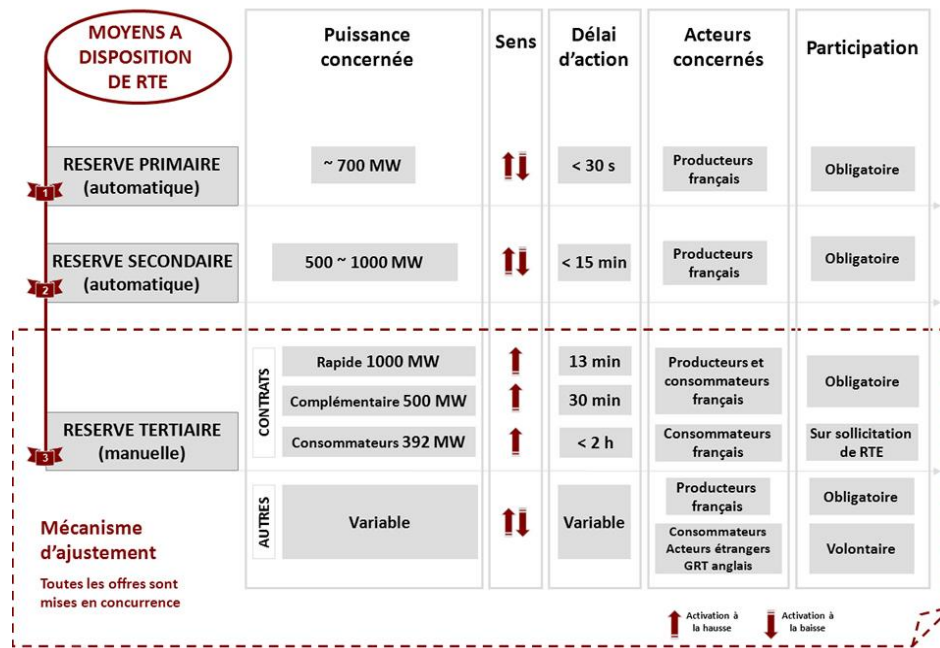 MOYENS A
DISPOSITION
DE RTE
Puissance
concernée
Sens
Délai
d'action
Acteurs
concernés
Participation
RESERVE PRIMAIRE
(automatique)
1
~ 700 MW
< 30 s
Producteurs
français
Obligatoire
RESERVE SECONDAIRE
(automatique)
2
500 ~ 1000 MW
< 15 min
Producteurs
français
Obligatoire
RESERVE TERTIAIRE
(manuelle)
3
CONTRATS
Rapide 1000 MW
13 min
Producteurs et
consommateurs
français
Obligatoire
Complémentaire 500 MW
30 min
Consommateurs 392 MW
< 2 h
Consommateurs
français
Sur sollicitation
de RTE
AUTRES
Variable
Variable
Producteurs
français
Obligatoire
Consommateurs
Acteurs étrangers
GRT anglais
Volontaire
Mécanisme
d'ajustement
Toutes les offres sont
mises en concurrence
Activation à
la hausse
Activation à
la baisse